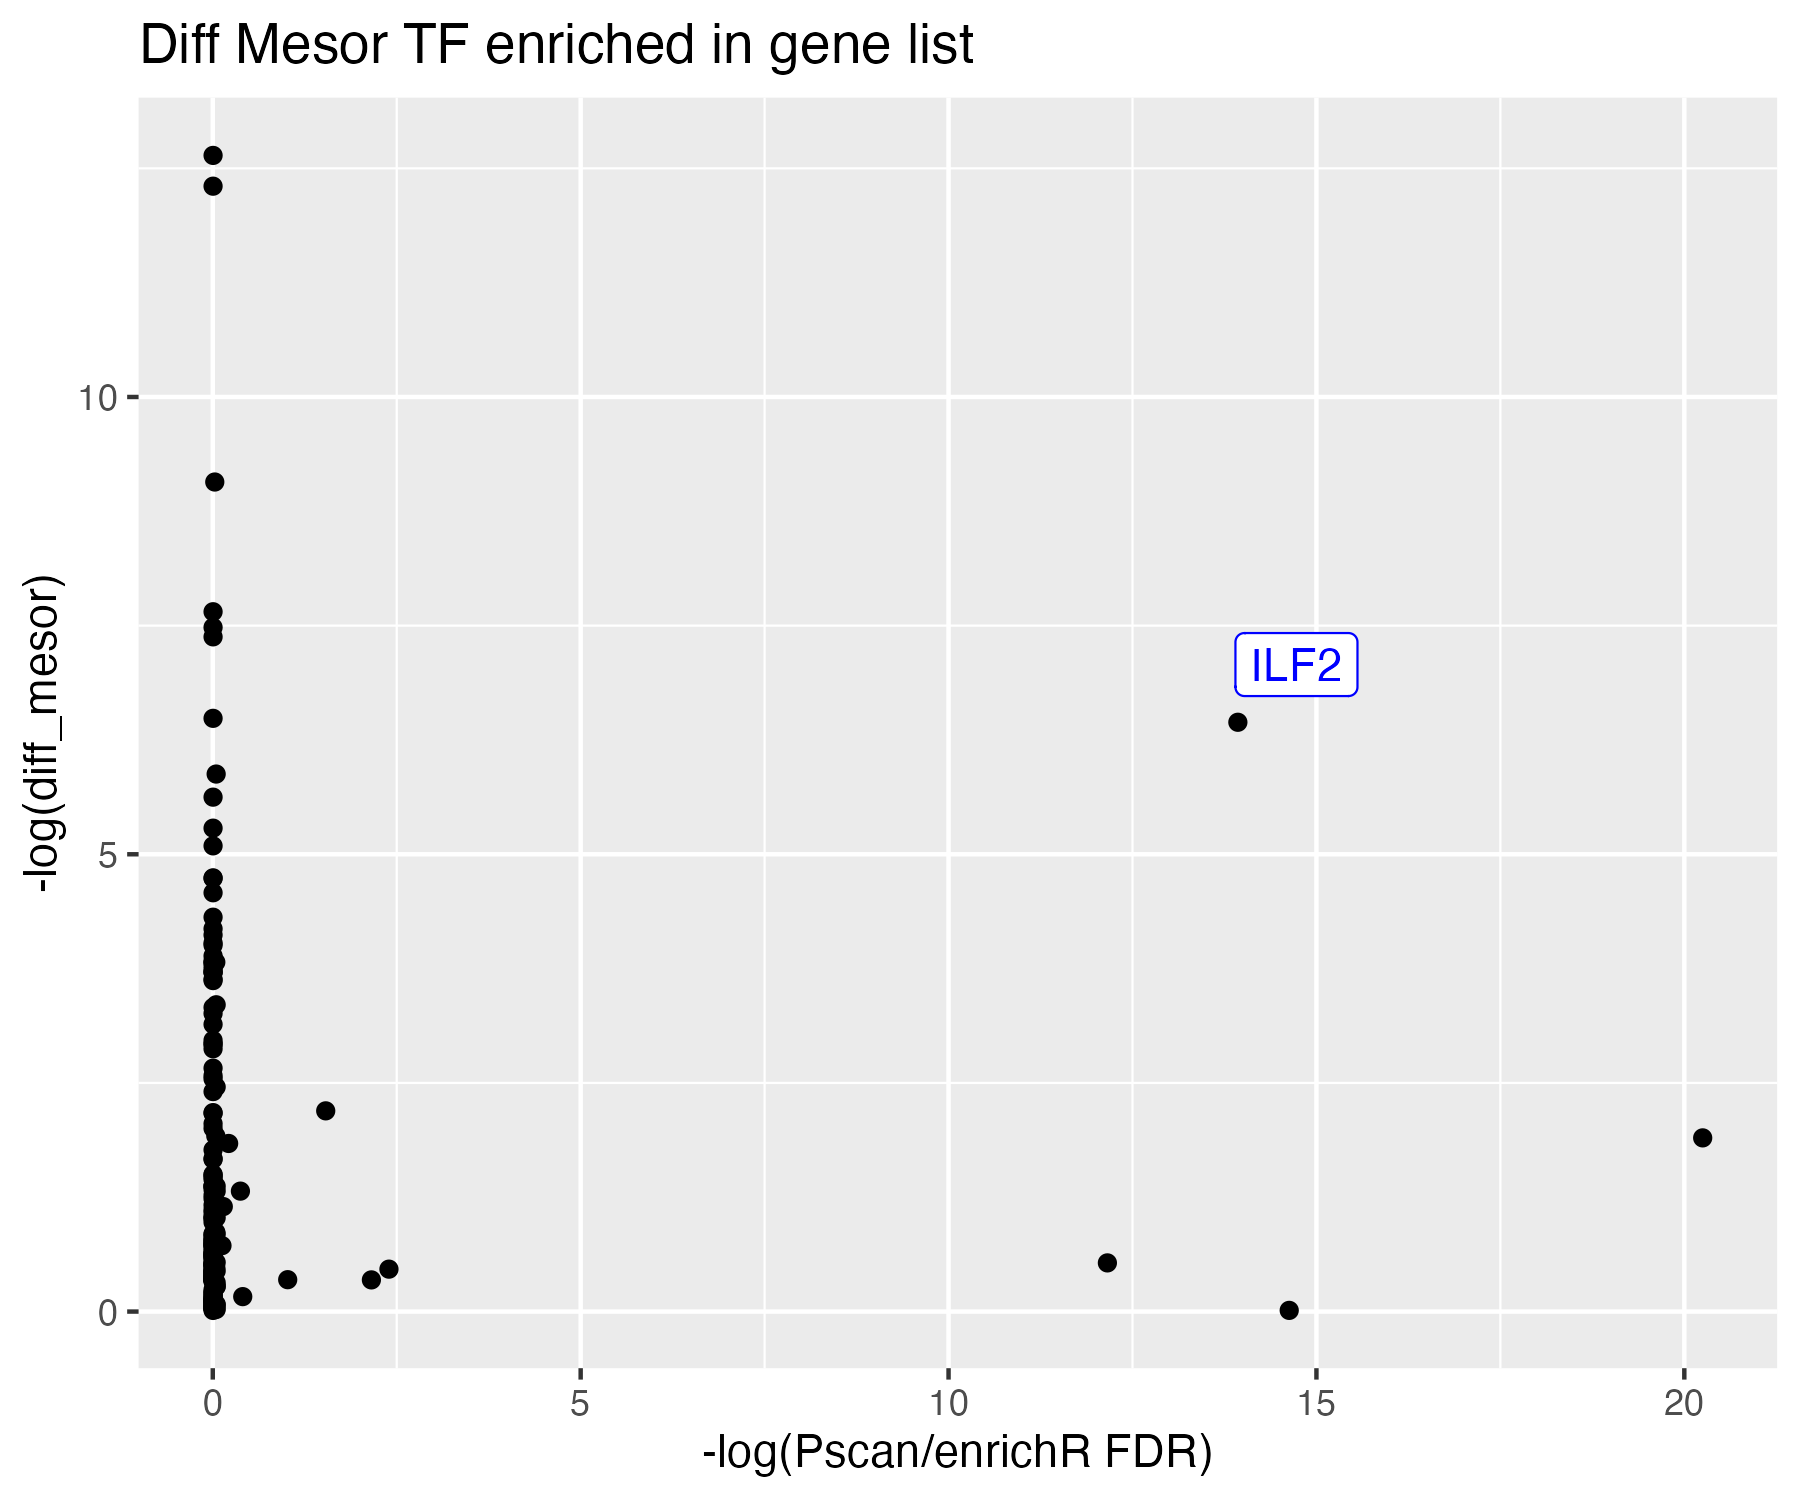 Diff Mesor TF enriched in gene list
-log(diff_mesor)
10
5
0
ILF2
0
5
10
15
20
-log(Pscan/enrichR FDR)